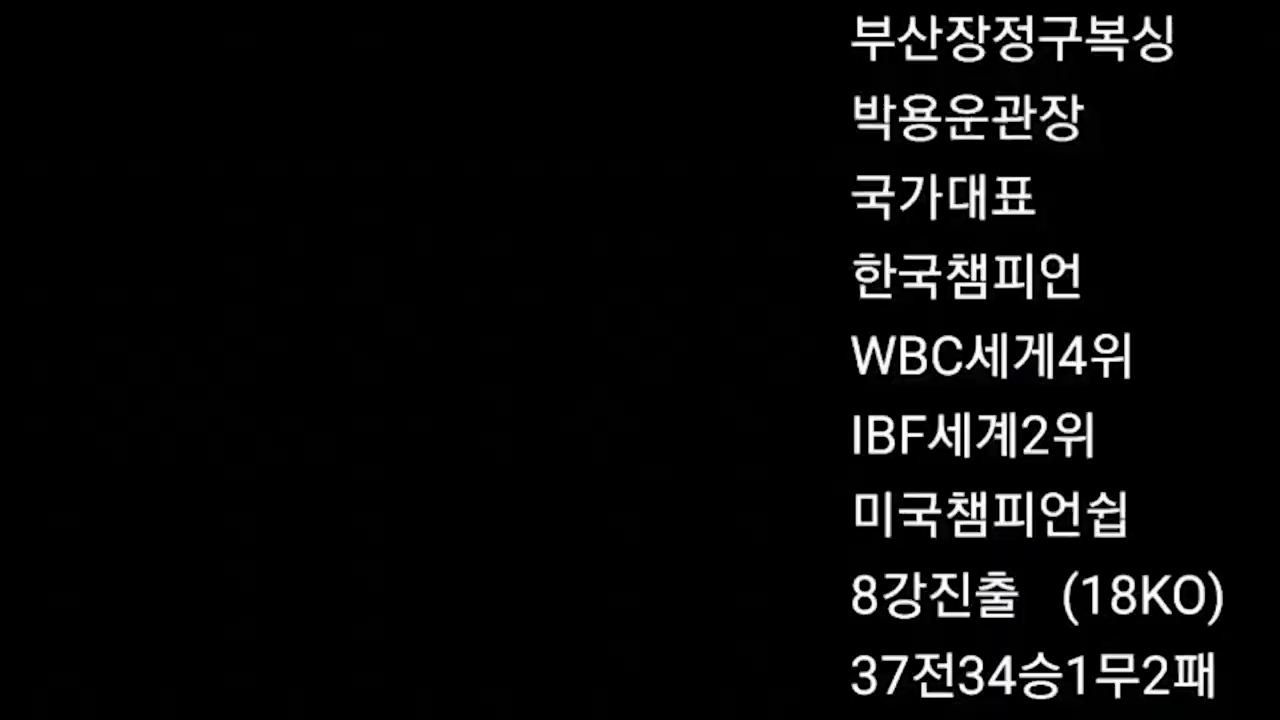 부산장정구복싱
박용운관장
국가대표
한국챔피언
WBC세게4위
IBF세계2위
미국챔피언쉽
8강진출 (18KO)
37전34승1무2패